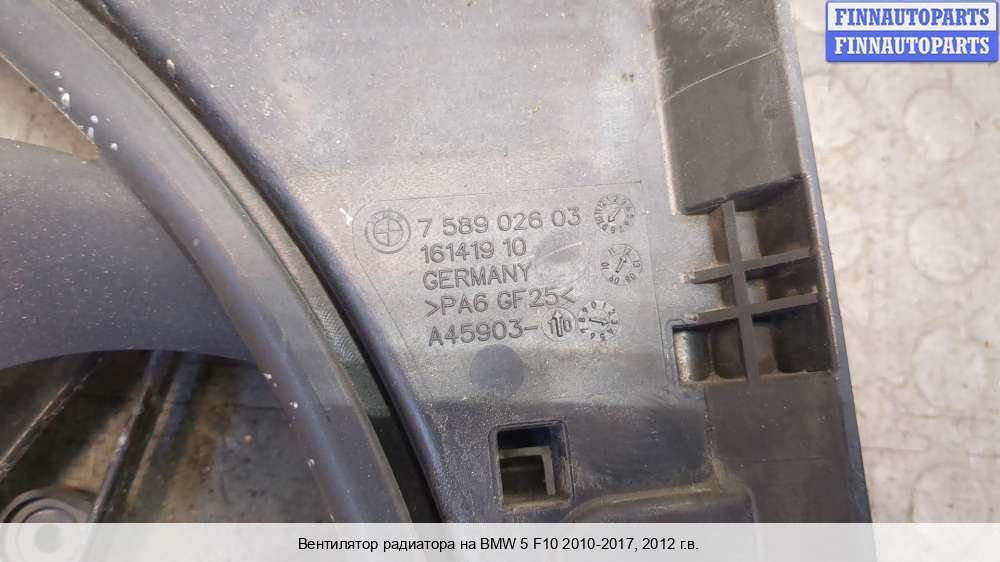 FINNAUTOPARTS
FINNAUTOPARTS
7 589 026 03
161419 10
GERMANY
>PA6 GF25<
A45903-
Вентилятор радиатора на BMW 5 F10 2010-2017, 2012 г.в.